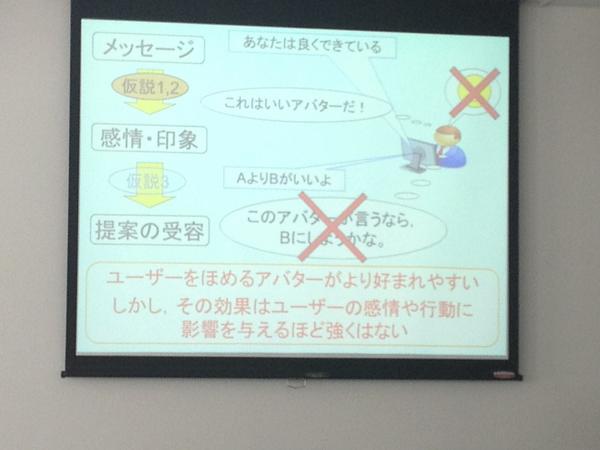 メッセージ
あなたは良くできている
仮説1,2
これはいいアバターだ！
感情・印象
仮説3
AよりBがいいよ
提案の受容
このアバターが言うなら，
Bにしようかな。
ユーザーをほめるアバターがより好まれやすい
しかし，その効果はユーザーの感情や行動に
影響を与えるほど強くはない